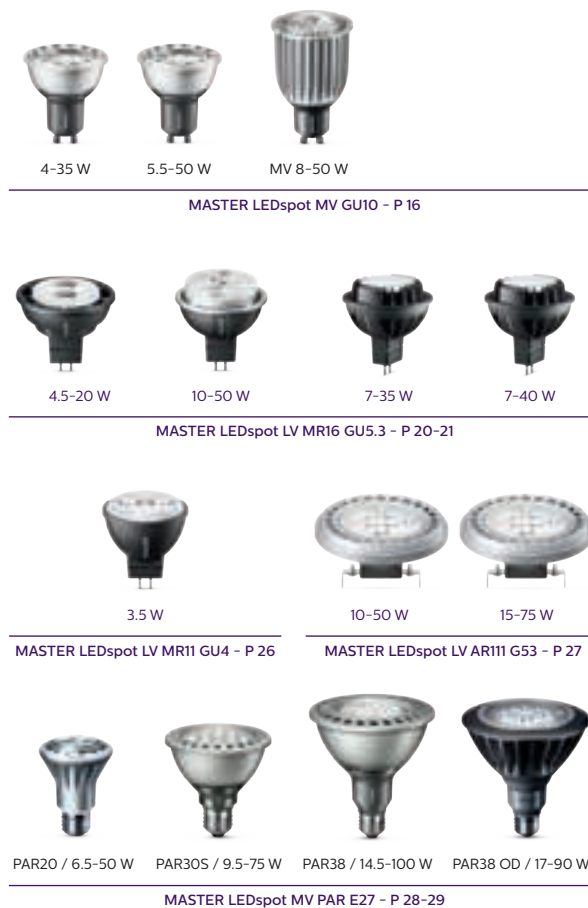 4-35 W 5.5-50 W MV 8-50 W
MASTER LEDspot MV GU10 - P 16
4.5-20 W 10-50 W 7-35 W 7-40 W
MASTER LEDspot LV MR16 GU5.3 - P 20-21
3.5 W
MASTER LEDspot LV MR11 GU4 - P 26
10-50 W 15-75 W
MASTER LEDspot LV AR111 G53 - P 27
PAR20 / 6.5-50 W PAR30S / 9.5-75 W PAR38 / 14.5-100 W PAR38 OD / 17-90 W
MASTER LEDspot MV PAR E27 - P 28-29